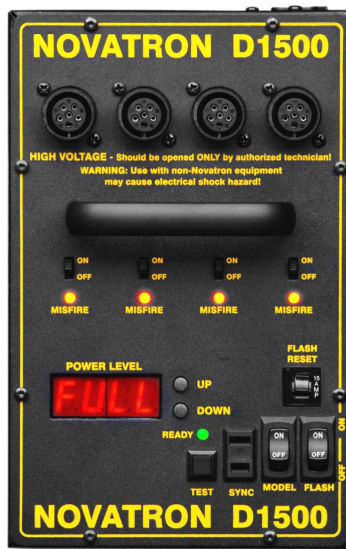 NOVATRON D1500
HIGH VOLTAGE - Should be opened ONLY by authorized technician!
WARNING: Use with non-Novatron equipment
may cause electrical shock hazard!
ON ON ON ON
OFF OFF OFF OFF
MISFIRE MISFIRE MISFIRE MISFIRE
FLASH
RESET
POWER LEVEL
FULL
UP
DOWN
15 AMP
READY
ON ON ON
OFF OFF OFF
TEST SYNC MODEL FLASH
NOVATRON D1500